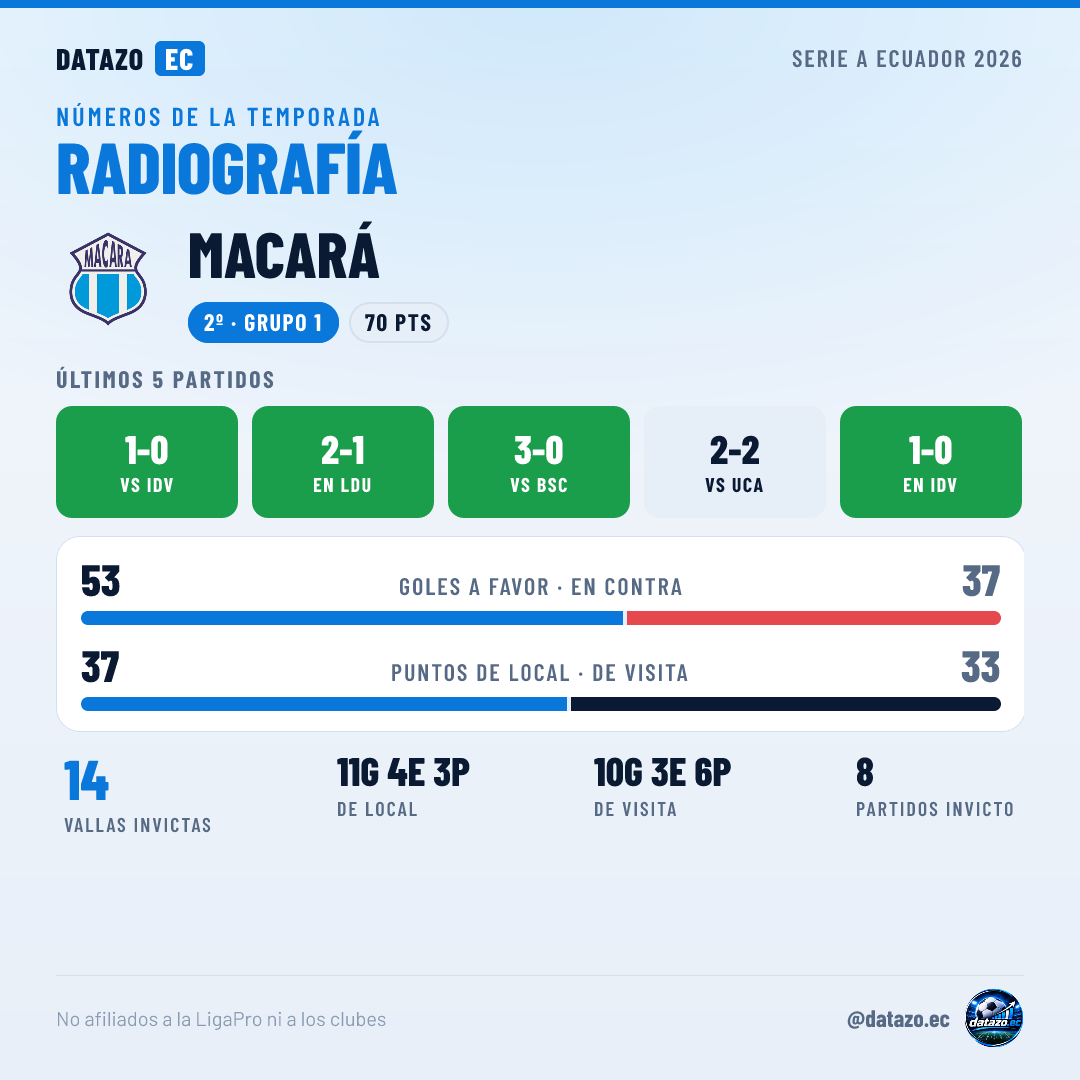 DATAZO EC
SERIE A ECUADOR 2026
NÚMEROS DE LA TEMPORADA
RADIOGRAFÍA
MACARA
MACARÁ
2º · GRUPO 1
70 PTS
ÚLTIMOS 5 PARTIDOS
1-0
VS IDV
2-1
EN LDU
3-0
VS BSC
2-2
VS UCA
1-0
EN IDV
53 GOLES A FAVOR · EN CONTRA 37
37 PUNTOS DE LOCAL · DE VISITA 33
14
VALLAS INVICTAS
11G 4E 3P
DE LOCAL
10G 3E 6P
DE VISITA
8
PARTIDOS INVICTO
No afiliados a la LigaPro ni a los clubes
@datazo.ec
datazo.ec